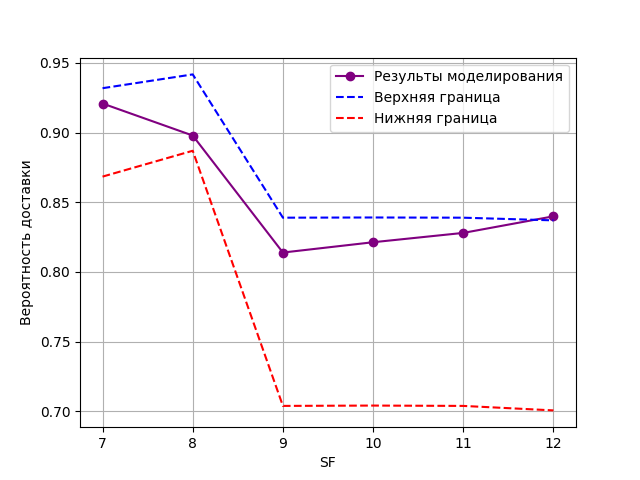 0.95
0.90
0.85
0.80
0.75
0.70
Вероятность доставки
Результы моделирования
Верхняя граница
Нижняя граница
7 8 9 10 11 12
SF